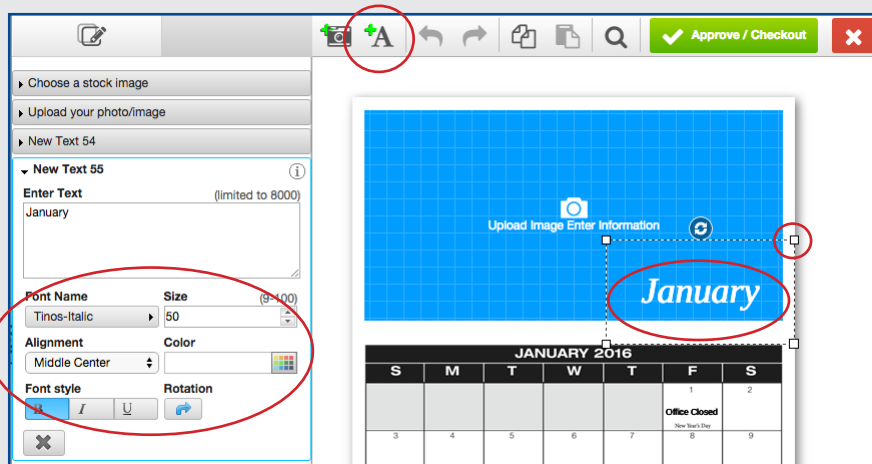 +A
Approve / Checkout
Choose a stock image
Upload your photo/image
New Text 54
New Text 55
i
Enter Text (limited to 8000)
January
Font Name Size (9-100)
Tinos-Italic 50
Alignment Color
Middle Center
Font style Rotation
B I U
Upload Image Enter Information
January
JANUARY 2016
S M T W T F S
1 2
Office Closed
New Year's Day
3 4 5 6 7 8 9